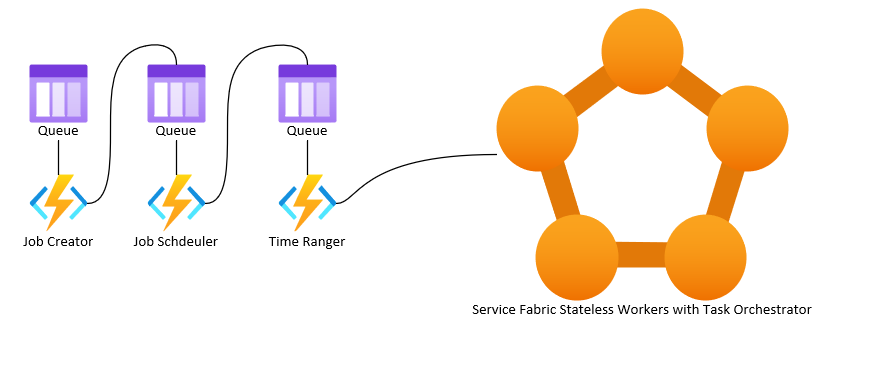 Queue
Queue
Queue
Job Creator
Job Schdeuler
Time Ranger
Service Fabric Stateless Workers with Task Orchestrator